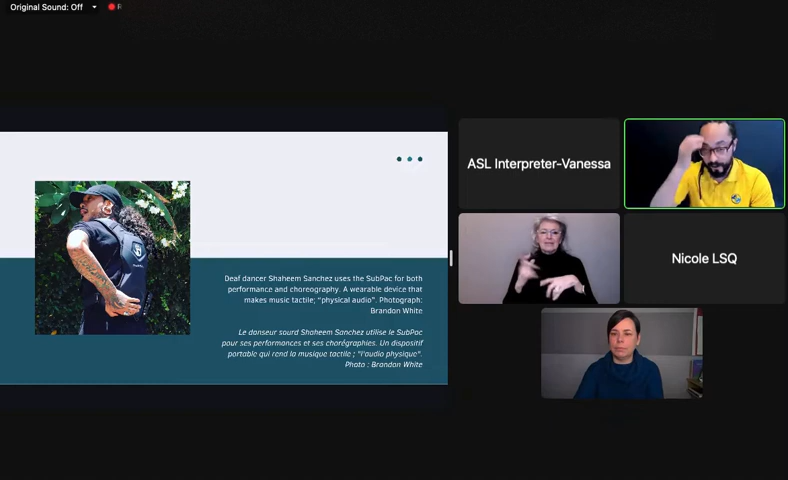 Original Sound: Off
Deaf dancer Shaheem Sanchez uses the SubPac for both
performance and choreography. A wearable device that
makes music tactile; "physical audio". Photograph:
Brandon White
Le danseur sourd Shaheem Sanchez utilise le SubPac
pour ses performances et ses chorégraphies. Un dispositif
portable qui rend la musique tactile ; "l'audio physique".
Photo : Brandon White
ASL Interpreter-Vanessa
Nicole LSQ